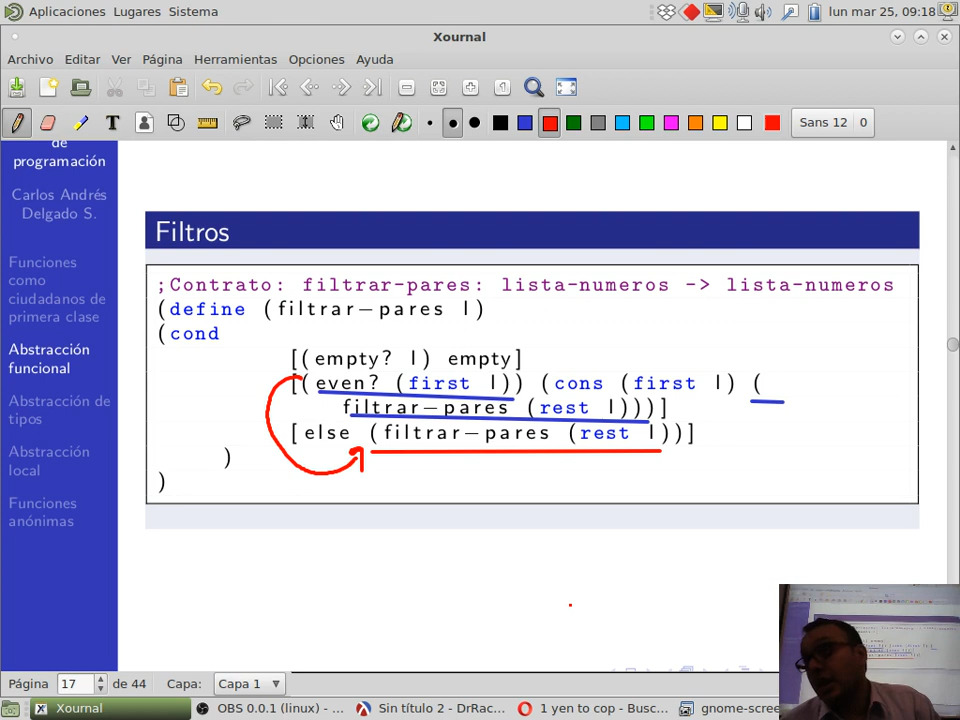 Aplicaciones Lugares Sistema
lun mar 25, 09:18
Xournal
Archivo Editar Ver Página Herramientas Opciones Ayuda
Sans 12 0
de
programación
Carlos Andrés
Delgado S.
Funciones
como
ciudadanos de
primera clase
Abstracción
funcional
Abstracción de
tipos
Abstracción
local
Funciones
anónimas
Filtros
;Contrato: filtrar-pares: lista-numeros -> lista-numeros
(define (filtrar-pares l)
(cond
[(empty? l) empty]
[(even? (first l)) (cons (first l) (
filtrar-pares (rest l)))]
[else (filtrar-pares (rest l))]
)
)
Página 17 de 44 Capa: Capa 1
Xournal
OBS 0.0.1 (linux) - ...
Sin título 2 - DrRac...
1 yen to cop - Busc...
gnome-scree